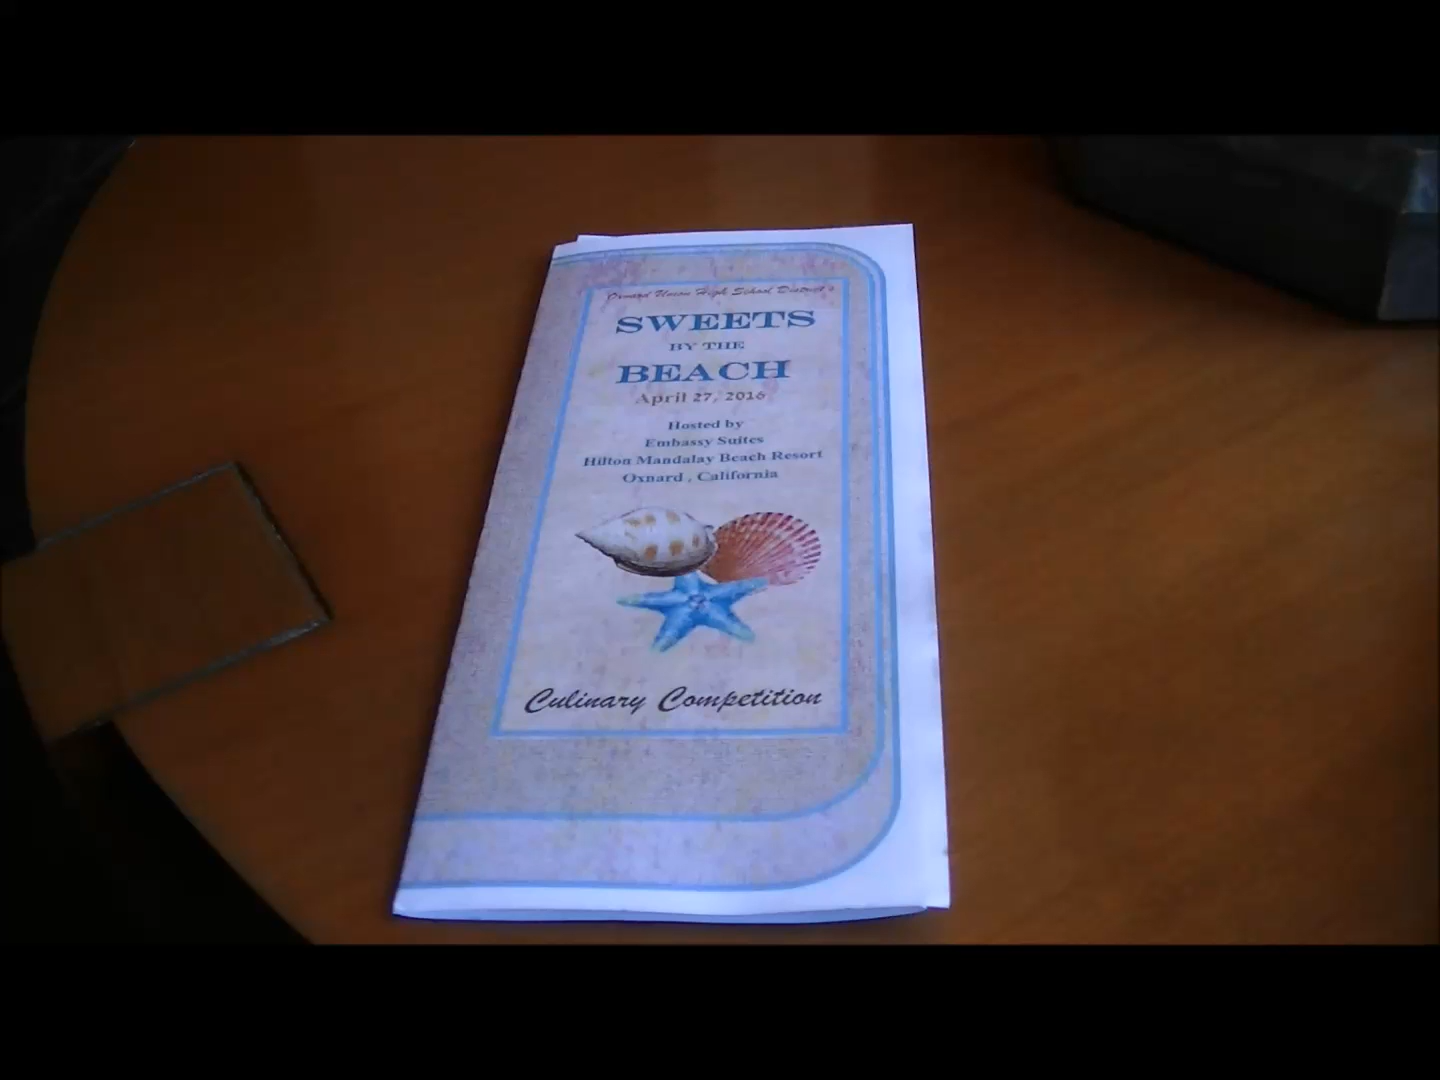 Oxnard Union High School District's
SWEETS
BY THE
BEACH
April 27, 2016
Hosted by
Embassy Suites
Hilton Mandalay Beach Resort
Oxnard , California
Culinary Competition